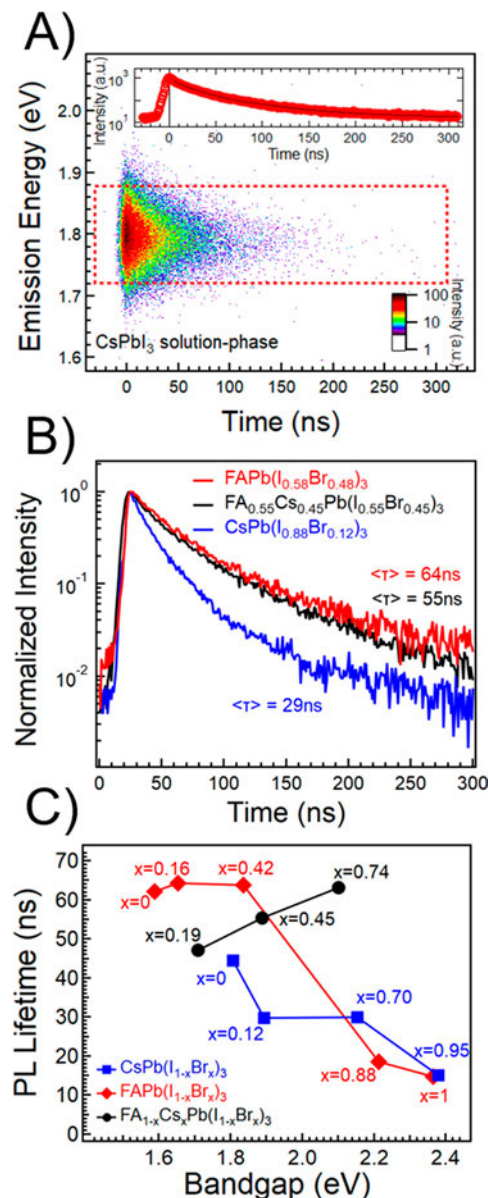 A)
Emission Energy (eV)
2.0
1.9
1.8
1.7
1.6
Intensity (a.u.)
10³
10¹
0 50 100 150 200 250 300
Time (ns)
CsPbI₃ solution-phase
100
10
1
Intensity (a.u.)
0 50 100 150 200 250 300
Time (ns)
B)
Normalized Intensity
10⁰
10⁻¹
10⁻²
FAPb(I₀.₅₈Br₀.₄₈)₃
FA₀.₅₅Cs₀.₄₅Pb(I₀.₅₅Br₀.₄₅)₃
CsPb(I₀.₈₈Br₀.₁₂)₃
<τ> = 64ns
<τ> = 55ns
<τ> = 29ns
0 50 100 150 200 250 300
Time (ns)
C)
PL Lifetime (ns)
70
60
50
40
30
20
10
0
x=0
x=0.16
x=0.42
x=0.74
x=0.45
x=0.19
x=0
x=0.12
x=0.70
x=0.95
x=0.88
x=1
CsPb(I₁₋ₓBrₓ)₃
FAPb(I₁₋ₓBrₓ)₃
FA₁₋ₓCsₓPb(I₁₋ₓBrₓ)₃
1.6 1.8 2.0 2.2 2.4
Bandgap (eV)